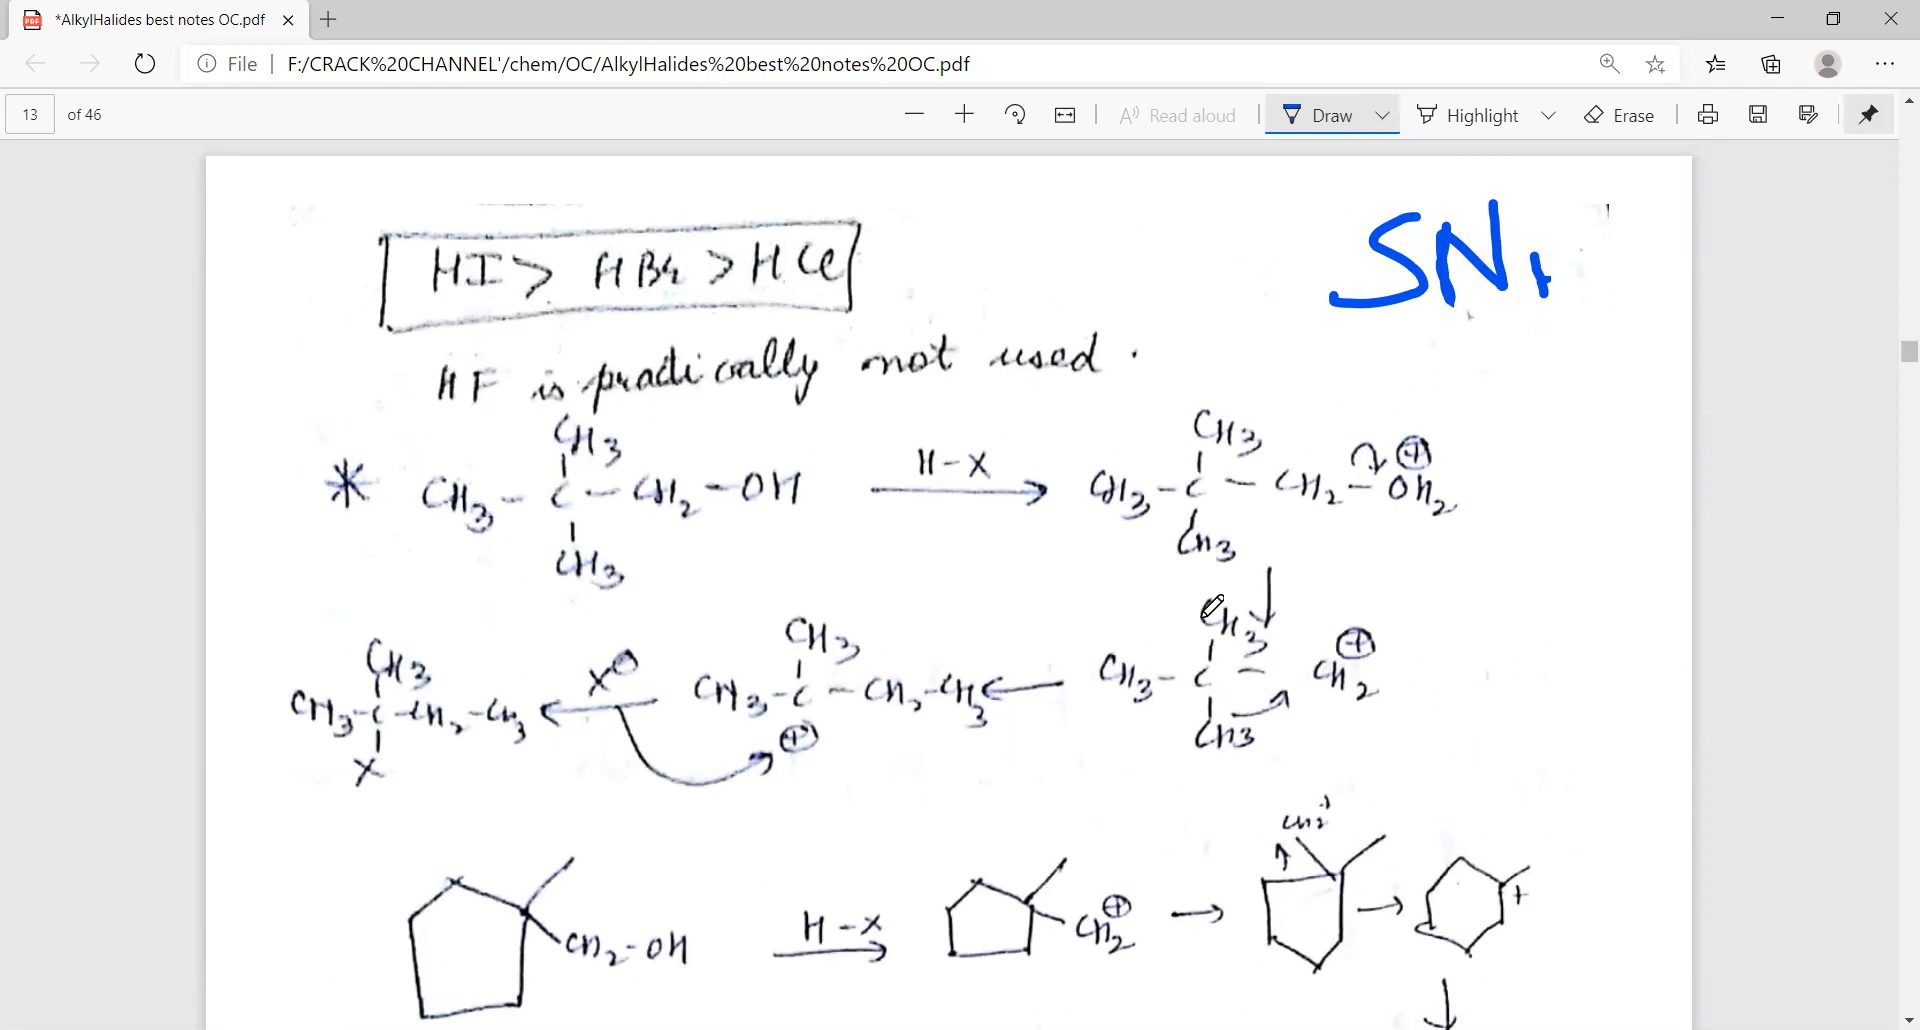 *AlkylHalides best notes OC.pdf
File | F:/CRACK%20CHANNEL'/chem/OC/AlkylHalides%20best%20notes%20OC.pdf
13 of 46
Read aloud Draw Highlight Erase
HI > HBr > HCl
SN1
HF is practically not used.
CH3 CH3
* CH3 - C - CH2 - OH H-X CH3 - C - CH2 - OH2 ⊕
CH3 CH3
CH3 CH3 CH3 ⊕
CH3 - C - CH2 - CH3 X⊖ CH3 - C - CH2 - CH3 CH3 - C - CH2
X ⊕ CH3
CH2+
CH2 - OH H-X CH2 ⊕ +